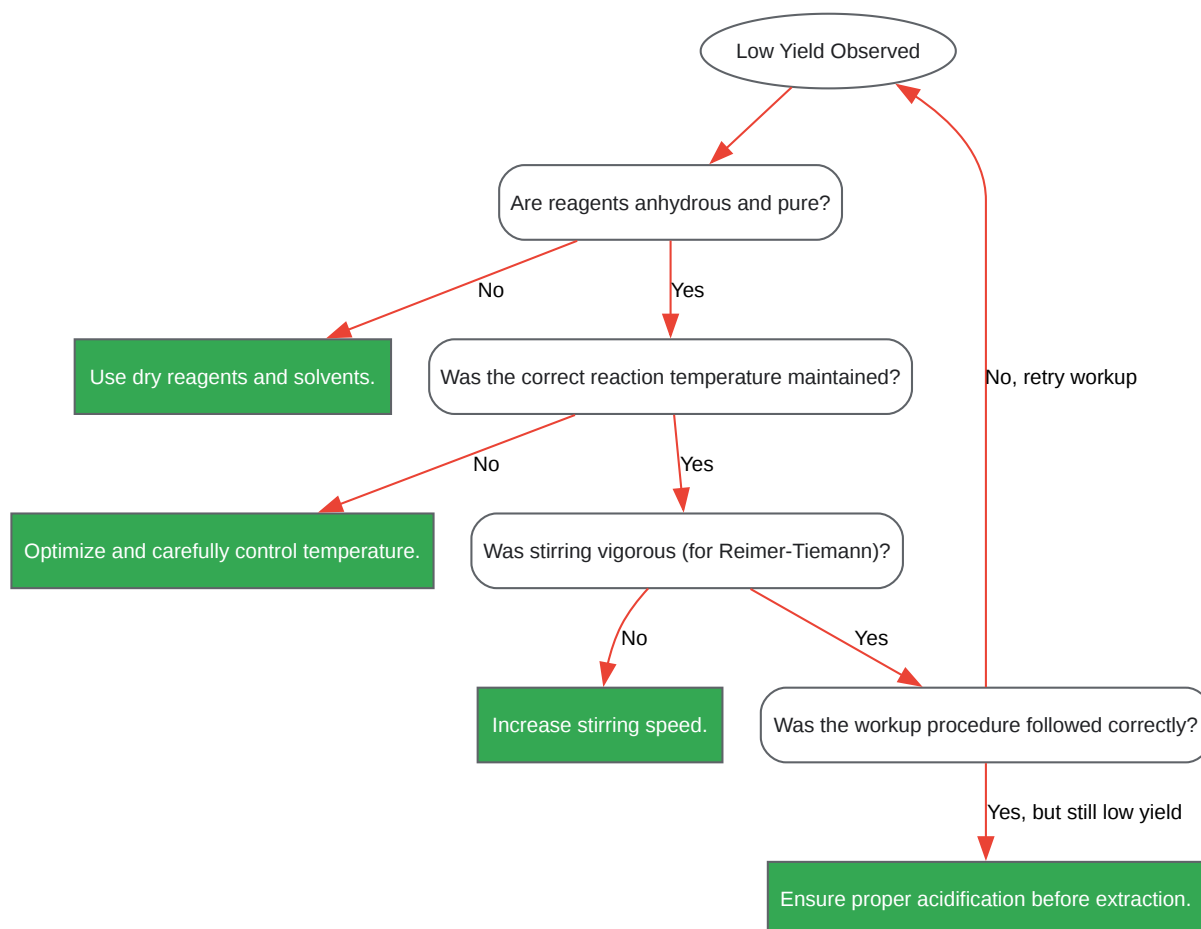 Low Yield Observed
Are reagents anhydrous and pure?
No
Yes
Use dry reagents and solvents.
Was the correct reaction temperature maintained?
No, retry workup
No
Yes
Optimize and carefully control temperature.
Was stirring vigorous (for Reimer-Tiemann)?
No
Yes
Increase stirring speed.
Was the workup procedure followed correctly?
Yes, but still low yield
Ensure proper acidification before extraction.